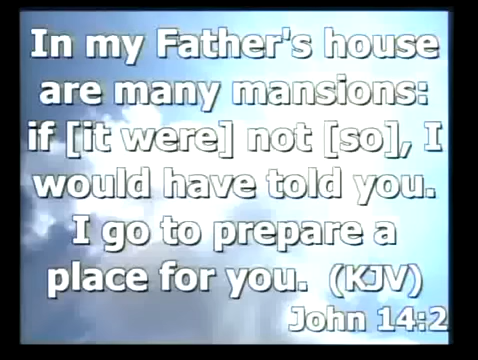 In my Father's house
are many mansions:
if [it were] not [so], I
would have told you.
I go to prepare a
place for you. (KJV)
John 14:2